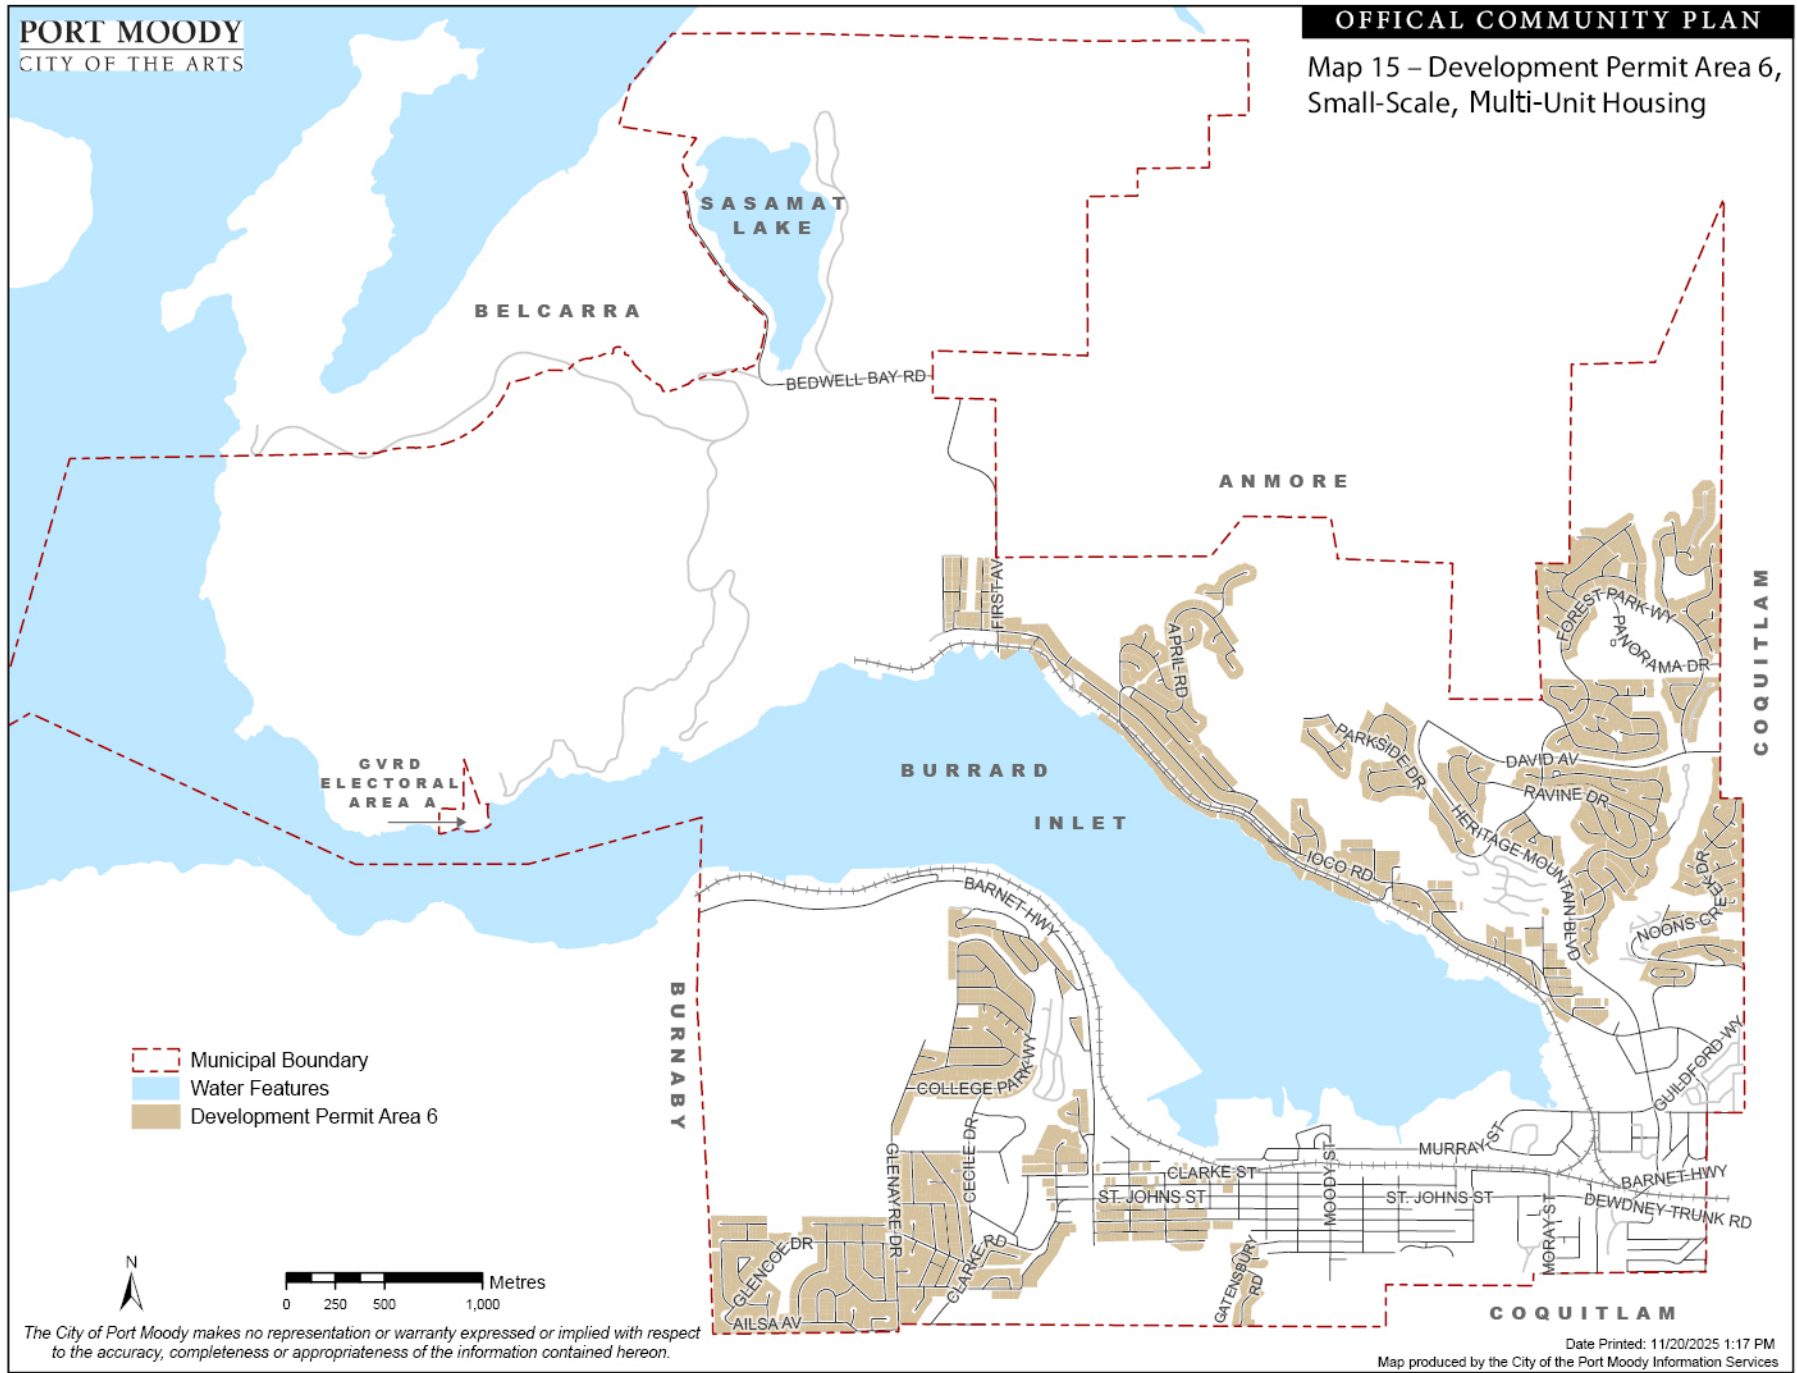 PORT MOODY
CITY OF THE ARTS
OFFICAL COMMUNITY PLAN
Map 15 – Development Permit Area 6,
Small-Scale, Multi-Unit Housing
SASAMAT
LAKE
BELCARRA
BEDWELL BAY RD
ANMORE
COQUITLAM
FIRST AV
APRIL RD
FOREST PARK WY
PANORAMA DR
PARKSIDE DR
DAVID AV
RAVINE DR
HERITAGE MOUNTAIN BLVD
NOONS CREEK DR
GVRD
ELECTORAL
AREA A
BURRARD
INLET
IOCO RD
BARNET HWY
BURNABY
COLLEGE PARK WY
GUILDFORD WY
CECILE DR
GLENAYRE DR
MURRAY ST
CLARKE ST
MOODY ST
ST. JOHNS ST
ST. JOHNS ST
BARNET HWY
DEWDNEY TRUNK RD
MORAY ST
GLENCOE DR
CLARKE RD
GATENSBURY
RD
AILSA AV
COQUITLAM
Municipal Boundary
Water Features
Development Permit Area 6
N
Metres
0 250 500 1,000
The City of Port Moody makes no representation or warranty expressed or implied with respect
to the accuracy, completeness or appropriateness of the information contained hereon.
Date Printed: 11/20/2025 1:17 PM
Map produced by the City of the Port Moody Information Services